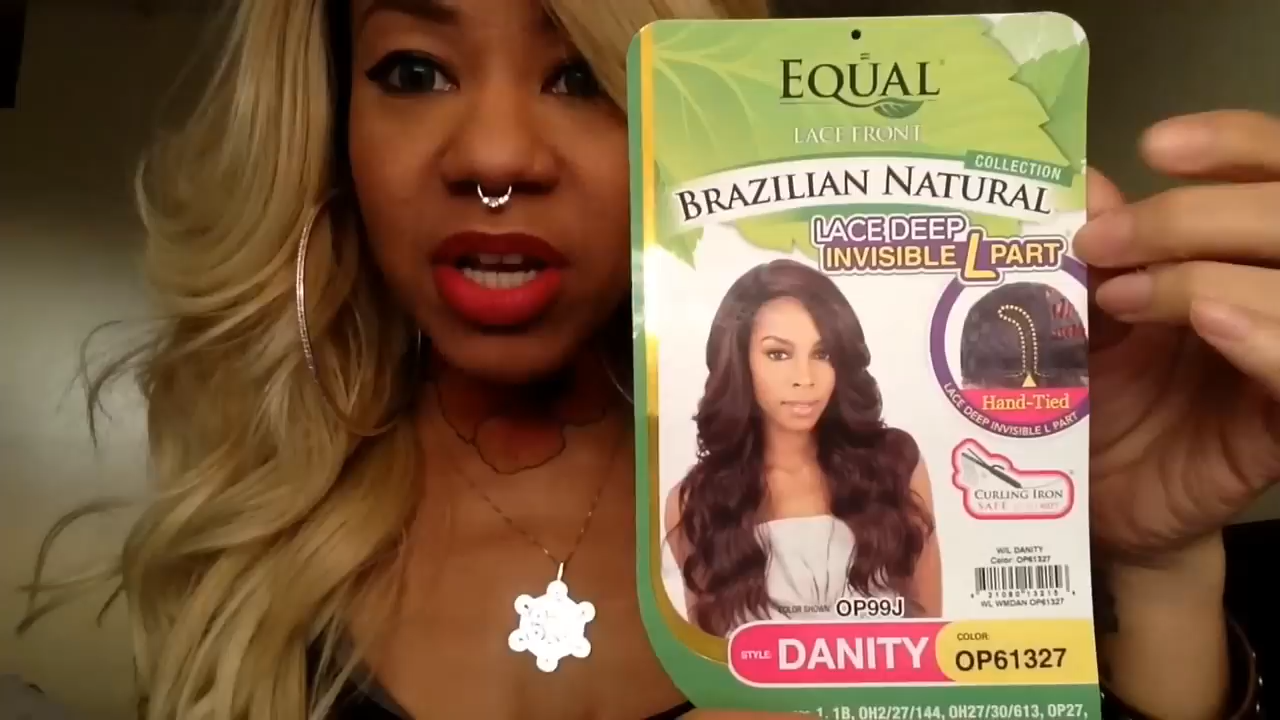 EQUAL
LACE FRONT
COLLECTION
BRAZILIAN NATURAL
LACE DEEP
INVISIBLE L PART
Hand-Tied
LACE DEEP INVISIBLE L PART
CURLING IRON
SAFE
W/L DANITY
Color: OP61327
WL WMDAN OP61327
COLOR SHOWN: OP99J
STYLE: DANITY
COLOR: OP61327
1, 1B, OH2/27/144, OH27/30/613, OP27,